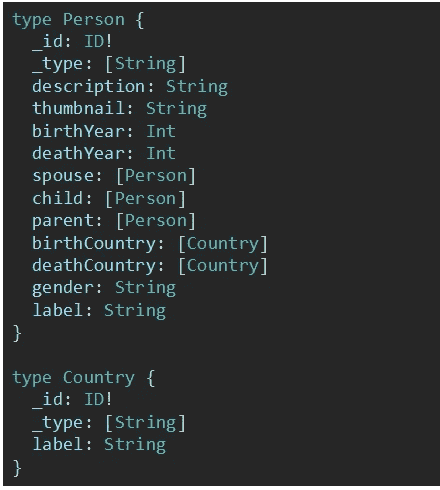 type Person {
  _id: ID!
  _type: [String]
  description: String
  thumbnail: String
  birthYear: Int
  deathYear: Int
  spouse: [Person]
  child: [Person]
  parent: [Person]
  birthCountry: [Country]
  deathCountry: [Country]
  gender: String
  label: String
}

type Country {
  _id: ID!
  _type: [String]
  label: String
}